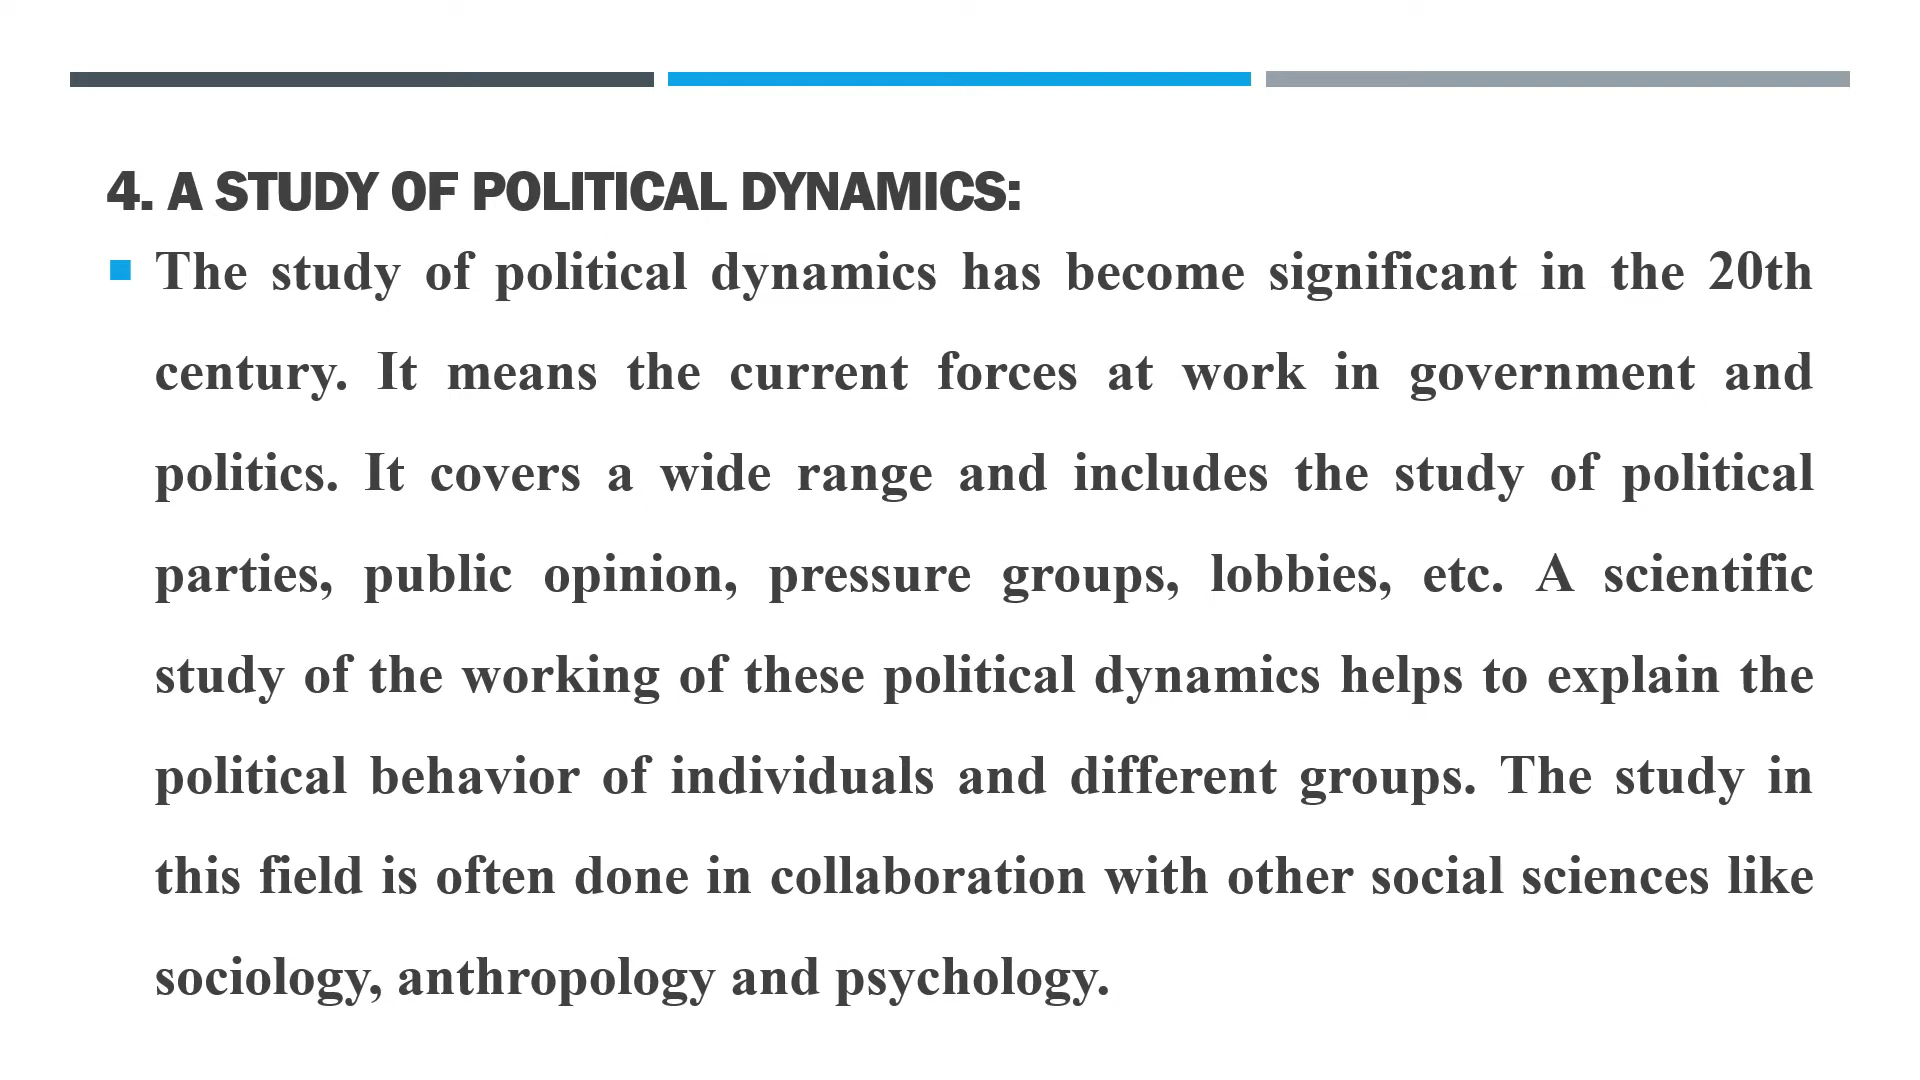 4. A STUDY OF POLITICAL DYNAMICS:
The study of political dynamics has become significant in the 20th
century. It means the current forces at work in government and
politics. It covers a wide range and includes the study of political
parties, public opinion, pressure groups, lobbies, etc. A scientific
study of the working of these political dynamics helps to explain the
political behavior of individuals and different groups. The study in
this field is often done in collaboration with other social sciences like
sociology, anthropology and psychology.